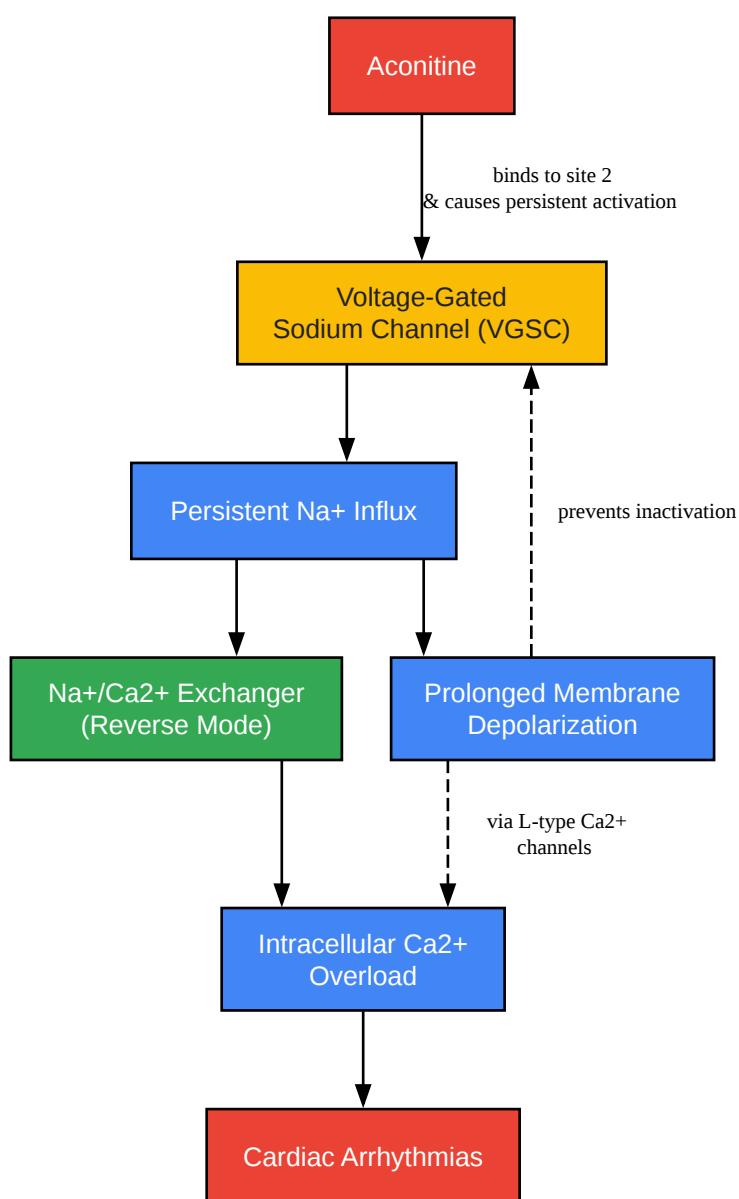 Aconitine
binds to site 2
& causes persistent activation
Voltage-Gated
Sodium Channel (VGSC)
Persistent Na+ Influx
prevents inactivation
Na+/Ca2+ Exchanger
(Reverse Mode)
Prolonged Membrane
Depolarization
via L-type Ca2+
channels
Intracellular Ca2+
Overload
Cardiac Arrhythmias